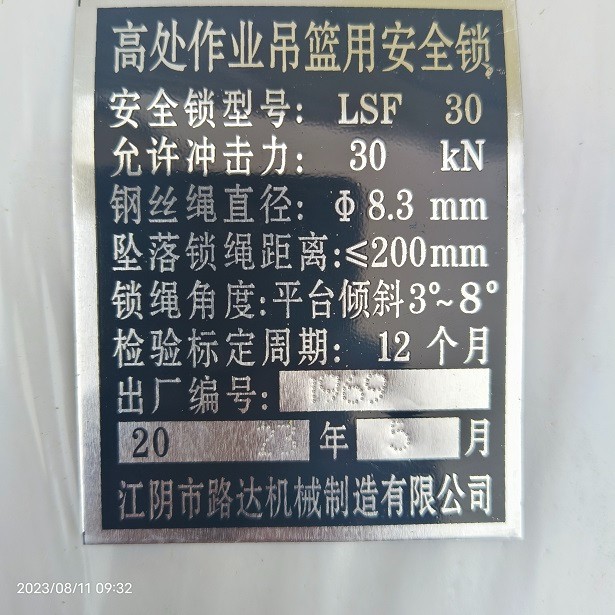 高处作业吊篮用安全锁
安全锁型号: LSF 30
允许冲击力: 30 kN
钢丝绳直径: Φ8.3 mm
坠落锁绳距离:≤200mm
锁绳角度:平台倾斜3°~8°
检验标定周期: 12 个月
出厂编号: 1969
20 23 年 5 月
江阴市路达机械制造有限公司
2023/08/11 09:32